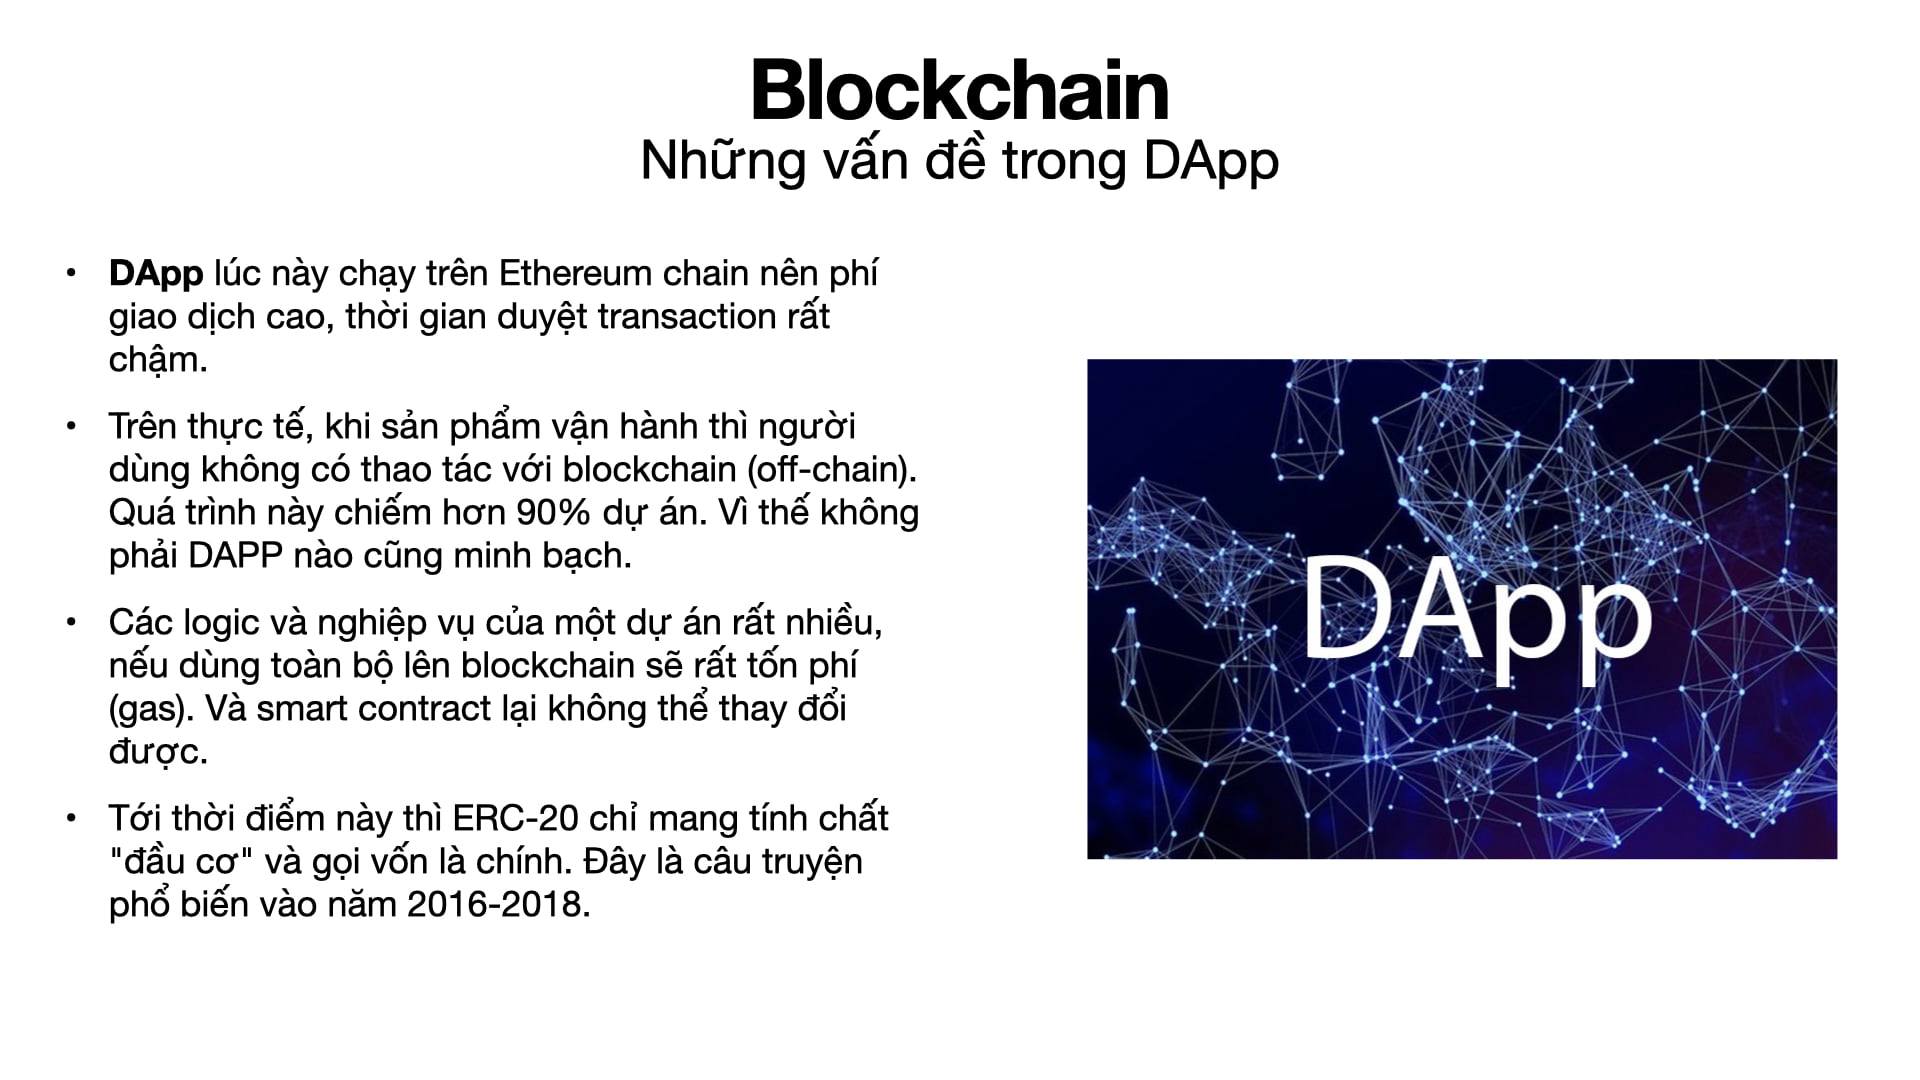 Blockchain
Những vấn đề trong DApp
• DApp lúc này chạy trên Ethereum chain nên phí
giao dịch cao, thời gian duyệt transaction rất
chậm.
• Trên thực tế, khi sản phẩm vận hành thì người
dùng không có thao tác với blockchain (off-chain).
Quá trình này chiếm hơn 90% dự án. Vì thế không
phải DAPP nào cũng minh bạch.
• Các logic và nghiệp vụ của một dự án rất nhiều,
nếu dùng toàn bộ lên blockchain sẽ rất tốn phí
(gas). Và smart contract lại không thể thay đổi
được.
• Tới thời điểm này thì ERC-20 chỉ mang tính chất
"đầu cơ" và gọi vốn là chính. Đây là câu truyện
phổ biến vào năm 2016-2018.
DApp